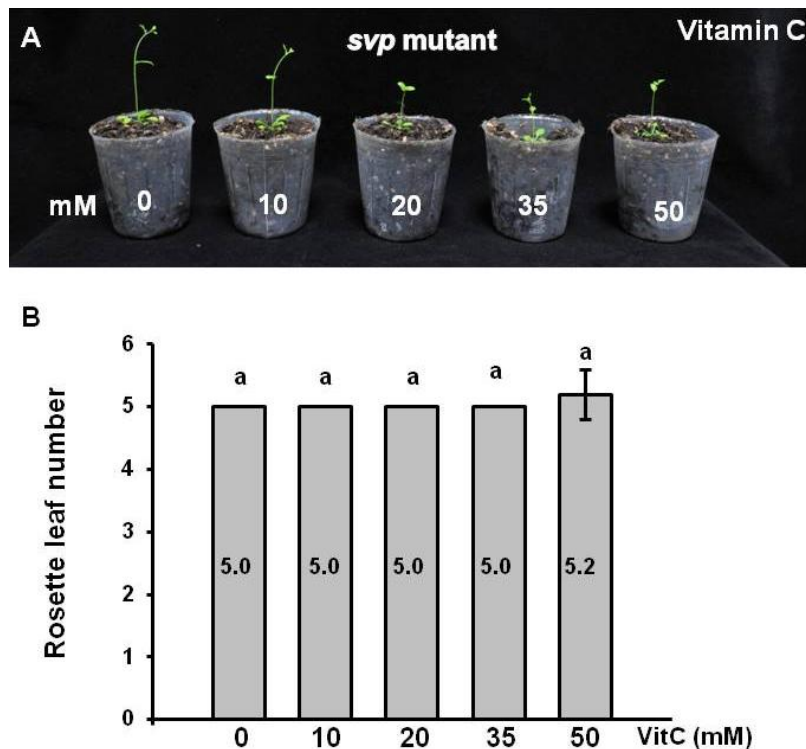 A
svp mutant
Vitamin C
mM 0 10 20 35 50
B
6
a a a a a
5
4
3
5.0 5.0 5.0 5.0 5.2
2
1
0
Rosette leaf number
0 10 20 35 50 VitC (mM)